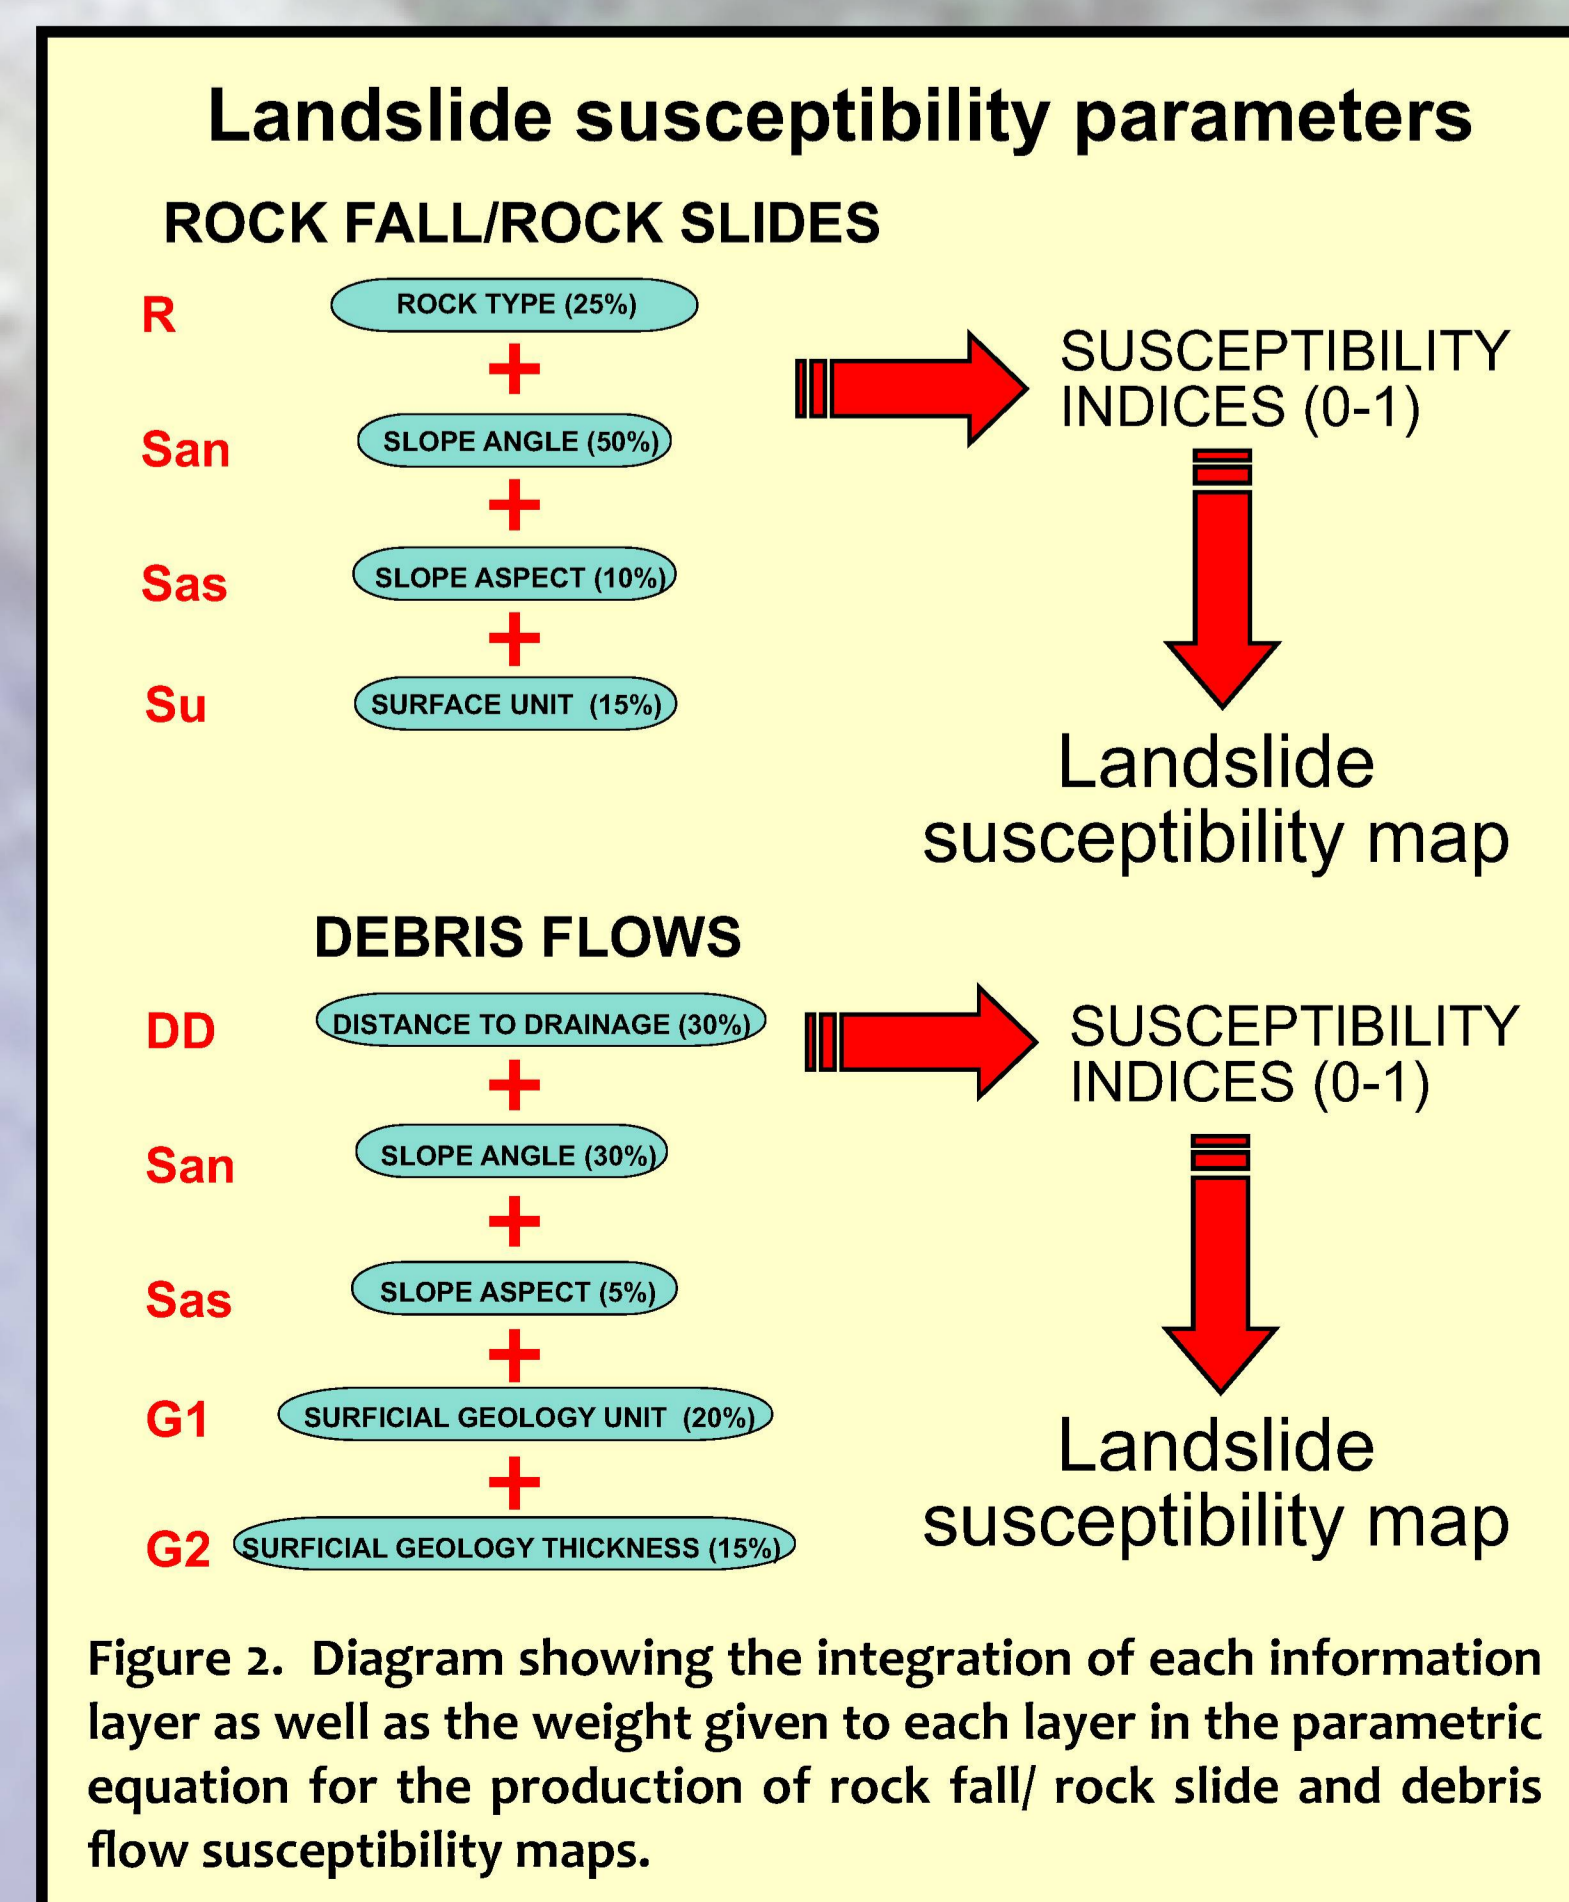 Landslide susceptibility parameters
ROCK FALL/ROCK SLIDES
R
ROCK TYPE (25%)
+
San
SLOPE ANGLE (50%)
+
Sas
SLOPE ASPECT (10%)
+
Su
SURFACE UNIT (15%)
SUSCEPTIBILITY
INDICES (0-1)
Landslide
susceptibility map
DEBRIS FLOWS
DD
DISTANCE TO DRAINAGE (30%)
+
San
SLOPE ANGLE (30%)
+
Sas
SLOPE ASPECT (5%)
+
G1
SURFICIAL GEOLOGY UNIT (20%)
+
G2
SURFICIAL GEOLOGY THICKNESS (15%)
SUSCEPTIBILITY
INDICES (0-1)
Landslide
susceptibility map
Figure 2. Diagram showing the integration of each information
layer as well as the weight given to each layer in the parametric
equation for the production of rock fall/ rock slide and debris
flow susceptibility maps.